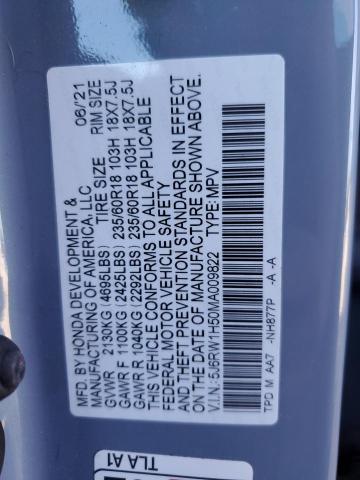 MFD. BY HONDA DEVELOPMENT & 06/21
MANUFACTURING OF AMERICA, LLC
TIRE SIZE RIM SIZE
GVWR 2130KG (4695LBS)
GAWR F 1100KG (2425LBS) 235/60R18 103H 18X7.5J
GAWR R 1040KG (2292LBS) 235/60R18 103H 18X7.5J
THIS VEHICLE CONFORMS TO ALL APPLICABLE
FEDERAL MOTOR VEHICLE SAFETY
AND THEFT PREVENTION STANDARDS IN EFFECT
ON THE DATE OF MANUFACTURE SHOWN ABOVE.
V.I.N.: 5J6RW1H50MA009822 TYPE: MPV
TPD M AA7 -NH877P -A -A
TLA A1